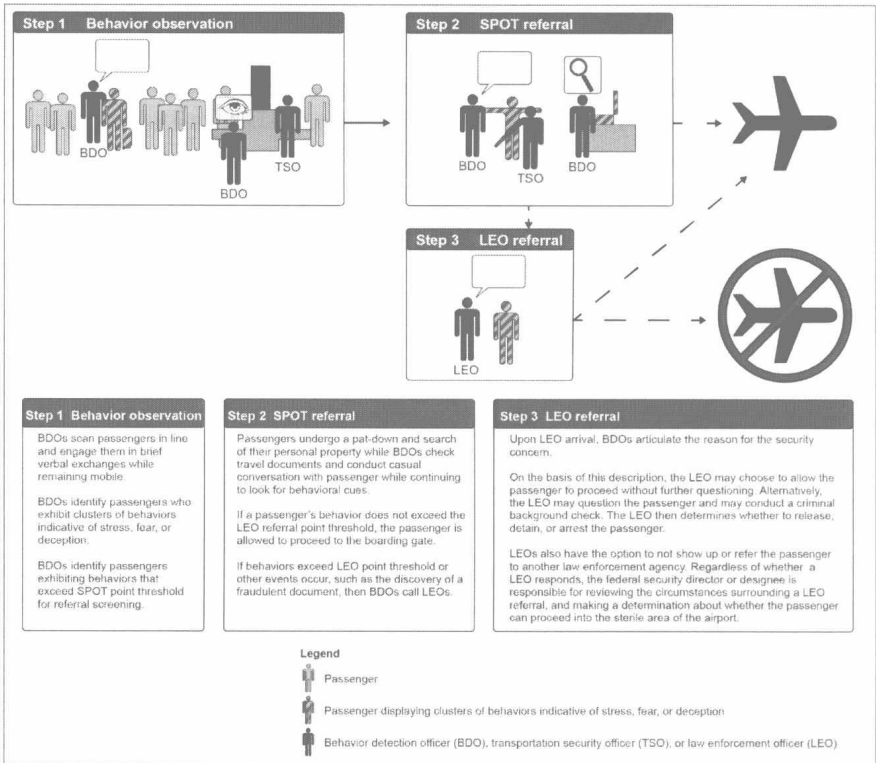 Step 1 Behavior observation
BDO
BDO
TSO
Step 2 SPOT referral
BDO
TSO
BDO
Step 3 LEO referral
LEO
Step 1 Behavior observation
BDOs scan passengers in line
and engage them in brief
verbal exchanges while
remaining mobile.
BDOs identify passengers who
exhibit clusters of behaviors
indicative of stress, fear, or
deception.
BDOs identify passengers
exhibiting behaviors that
exceed SPOT point threshold
for referral screening.
Step 2 SPOT referral
Passengers undergo a pat-down and search
of their personal property while BDOs check
travel documents and conduct casual
conversation with passenger while continuing
to look for behavioral cues.
If a passenger's behavior does not exceed the
LEO referral point threshold, the passenger is
allowed to proceed to the boarding gate.
If behaviors exceed LEO point threshold or
other events occur, such as the discovery of a
fraudulent document, then BDOs call LEOs.
Step 3 LEO referral
Upon LEO arrival, BDOs articulate the reason for the security
concern.
On the basis of this description, the LEO may choose to allow the
passenger to proceed without further questioning. Alternatively,
the LEO may question the passenger and may conduct a criminal
background check. The LEO then determines whether to release,
detain, or arrest the passenger.
LEOs also have the option to not show up or refer the passenger
to another law enforcement agency. Regardless of whether a
LEO responds, the federal security director or designee is
responsible for reviewing the circumstances surrounding a LEO
referral, and making a determination about whether the passenger
can proceed into the sterile area of the airport.
Legend
Passenger
Passenger displaying clusters of behaviors indicative of stress, fear, or deception
Behavior detection officer (BDO), transportation security officer (TSO), or law enforcement officer (LEO)